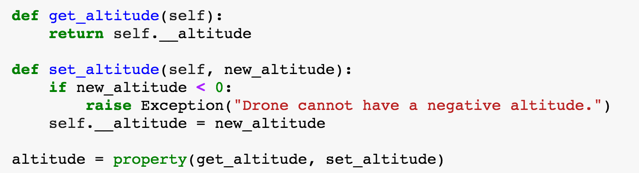 def get_altitude(self):
    return self.__altitude

def set_altitude(self, new_altitude):
    if new_altitude < 0:
        raise Exception("Drone cannot have a negative altitude.")
    self.__altitude = new_altitude

altitude = property(get_altitude, set_altitude)